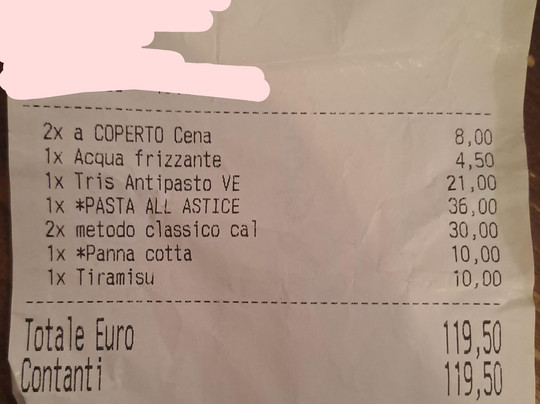 2x a COPERTO Cena 8,00
1x Acqua frizzante 4,50
1x Tris Antipasto VE 21,00
1x *PASTA ALL ASTICE 36,00
2x metodo classico cal 30,00
1x *Panna cotta 10,00
1x Tiramisu 10,00
Totale Euro 119,50
Contanti 119,50